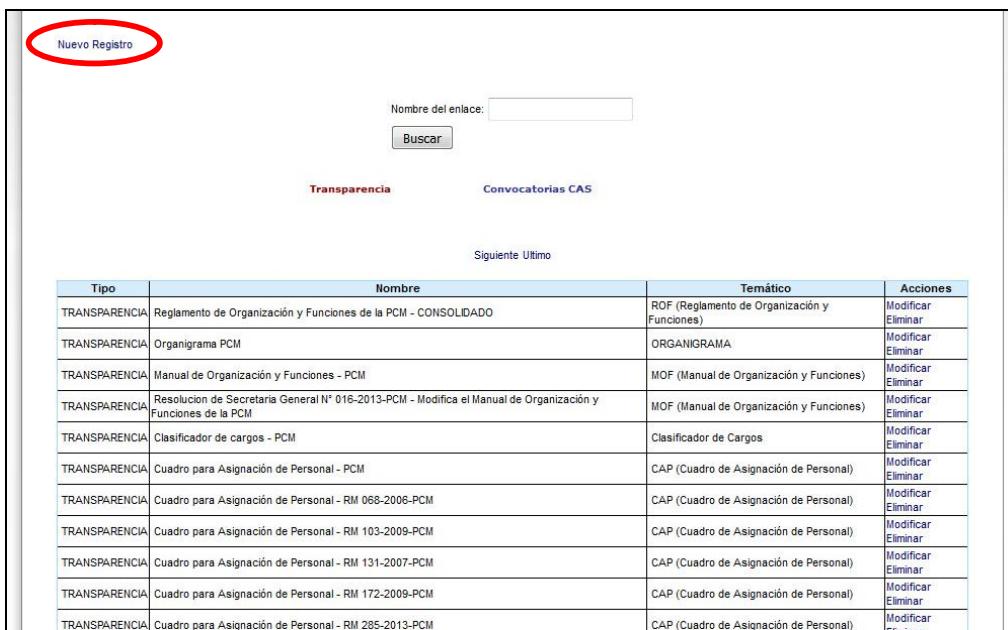 Nuevo Registro
Nombre del enlace:
Buscar
Transparencia Convocatorias CAS
Siguiente Ultimo
Tipo Nombre Temático Acciones
TRANSPARENCIA Reglamento de Organización y Funciones de la PCM - CONSOLIDADO ROF (Reglamento de Organización y Funciones) Modificar Eliminar
TRANSPARENCIA Organigrama PCM ORGANIGRAMA Modificar Eliminar
TRANSPARENCIA Manual de Organización y Funciones - PCM MOF (Manual de Organización y Funciones) Modificar Eliminar
TRANSPARENCIA Resolucion de Secretaria General N° 016-2013-PCM - Modifica el Manual de Organización y Funciones de la PCM MOF (Manual de Organización y Funciones) Modificar Eliminar
TRANSPARENCIA Clasificador de cargos - PCM Clasificador de Cargos Modificar Eliminar
TRANSPARENCIA Cuadro para Asignación de Personal - PCM CAP (Cuadro de Asignación de Personal) Modificar Eliminar
TRANSPARENCIA Cuadro para Asignación de Personal - RM 068-2006-PCM CAP (Cuadro de Asignación de Personal) Modificar Eliminar
TRANSPARENCIA Cuadro para Asignación de Personal - RM 103-2009-PCM CAP (Cuadro de Asignación de Personal) Modificar Eliminar
TRANSPARENCIA Cuadro para Asignación de Personal - RM 131-2007-PCM CAP (Cuadro de Asignación de Personal) Modificar Eliminar
TRANSPARENCIA Cuadro para Asignación de Personal - RM 172-2009-PCM CAP (Cuadro de Asignación de Personal) Modificar Eliminar
TRANSPARENCIA Cuadro para Asignación de Personal - RM 285-2013-PCM CAP (Cuadro de Asignación de Personal) Modificar